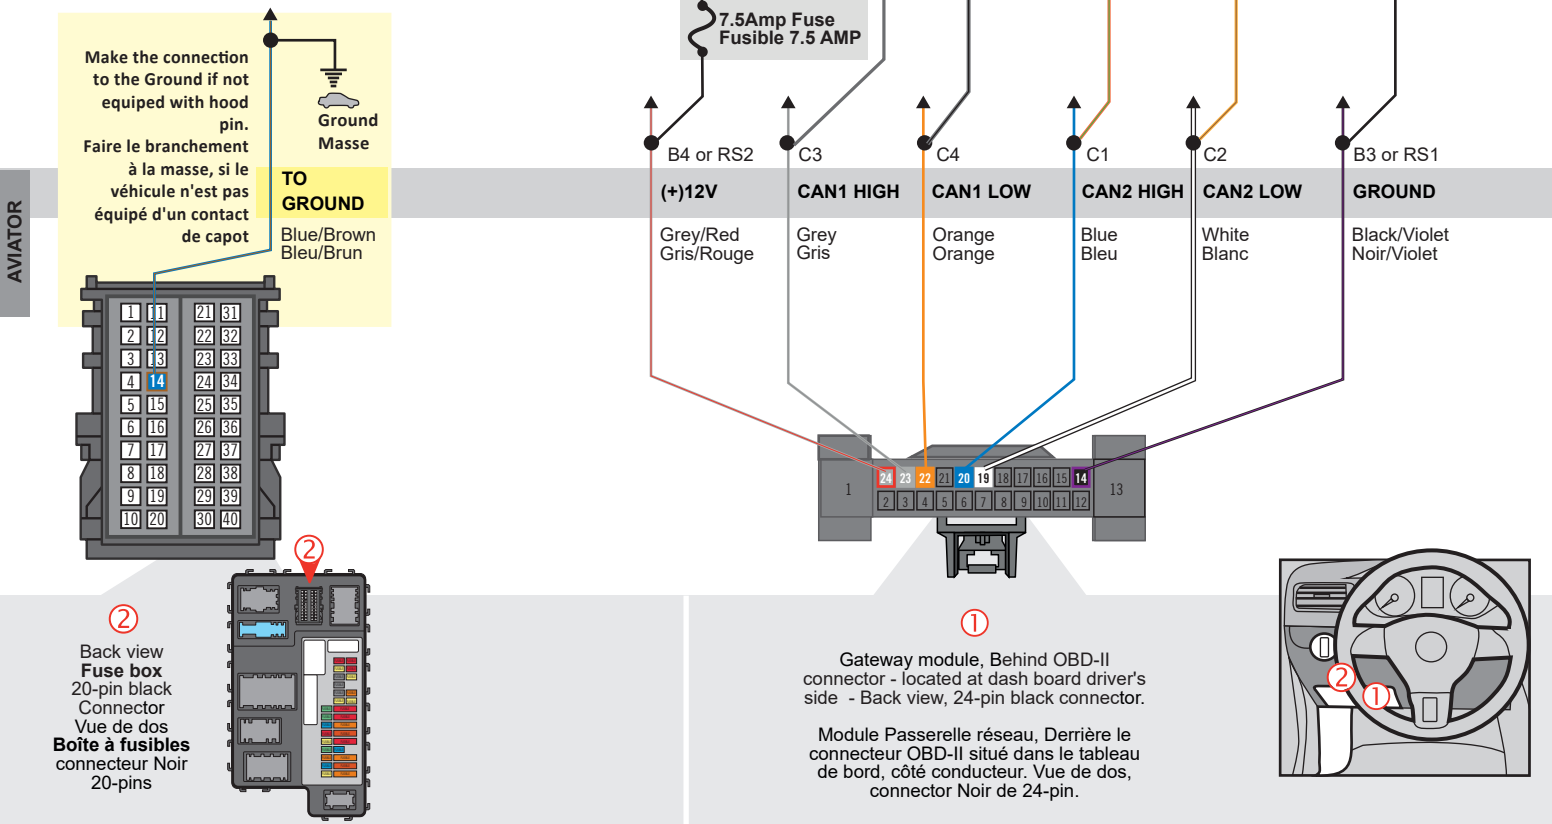 7.5Amp Fuse
Fusible 7.5 AMP
Make the connection
to the Ground if not
equiped with hood
pin.
Faire le branchement
à la masse, si le
véhicule n'est pas
équipé d'un contact
de capot
Ground
Masse
TO
GROUND
Blue/Brown
Bleu/Brun
AVIATOR
B4 or RS2
C3
C4
C1
C2
B3 or RS1
(+)12V
CAN1 HIGH
CAN1 LOW
CAN2 HIGH
CAN2 LOW
GROUND
Grey/Red
Gris/Rouge
Grey
Gris
Orange
Orange
Blue
Bleu
White
Blanc
Black/Violet
Noir/Violet
1 11 21 31
2 12 22 32
3 13 23 33
4 14 24 34
5 15 25 35
6 16 26 36
7 17 27 37
8 18 28 38
9 19 29 39
10 20 30 40
1
24 23 22 21 20 19 18 17 16 15 14
2 3 4 5 6 7 8 9 10 11 12
13
2
2
Back view
Fuse box
20-pin black
Connector
Vue de dos
Boîte à fusibles
connecteur Noir
20-pins
1
Gateway module, Behind OBD-II
connector - located at dash board driver's
side - Back view, 24-pin black connector.
Module Passerelle réseau, Derrière le
connecteur OBD-II situé dans le tableau
de bord, côté conducteur. Vue de dos,
connector Noir de 24-pin.
2
1